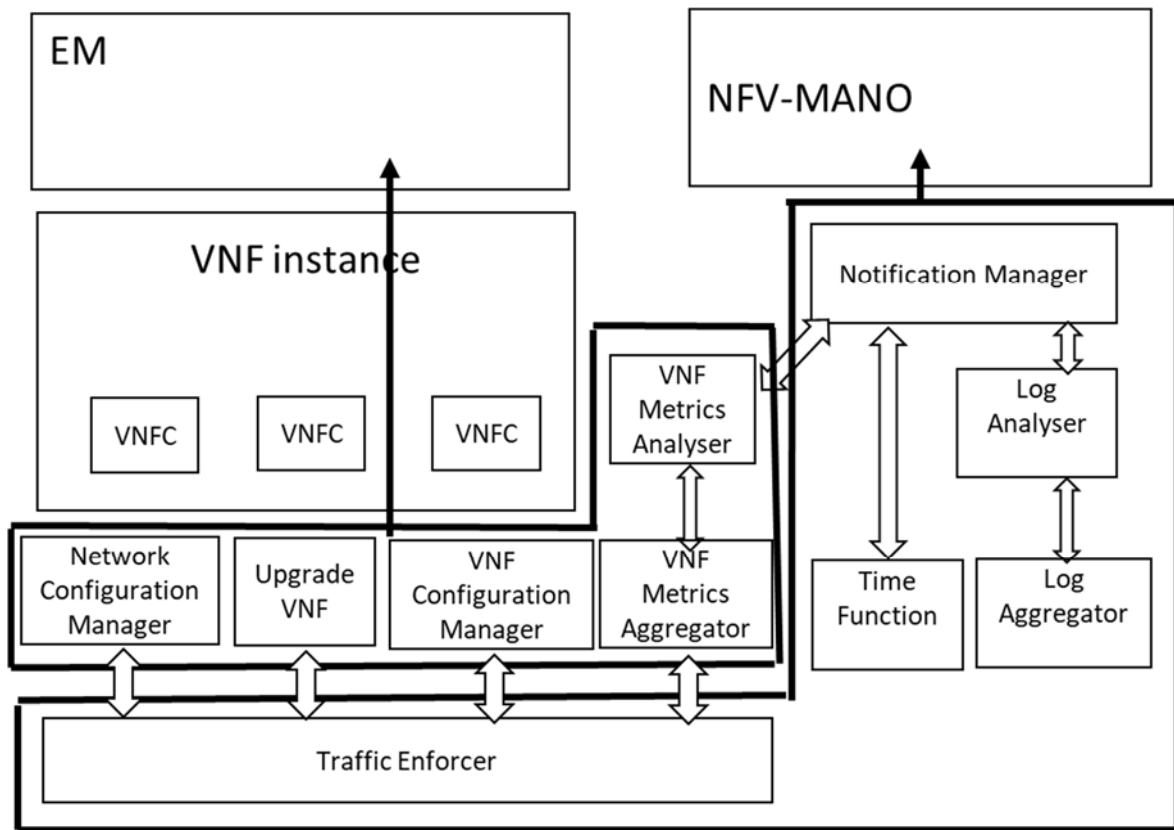 EM
NFV-MANO
VNF instance
Notification Manager
VNF
Metrics
Analyser
Log
Analyser
VNFC
VNFC
VNFC
Network
Configuration
Manager
Upgrade
VNF
VNF
Configuration
Manager
VNF
Metrics
Aggregator
Time
Function
Log
Aggregator
Traffic Enforcer